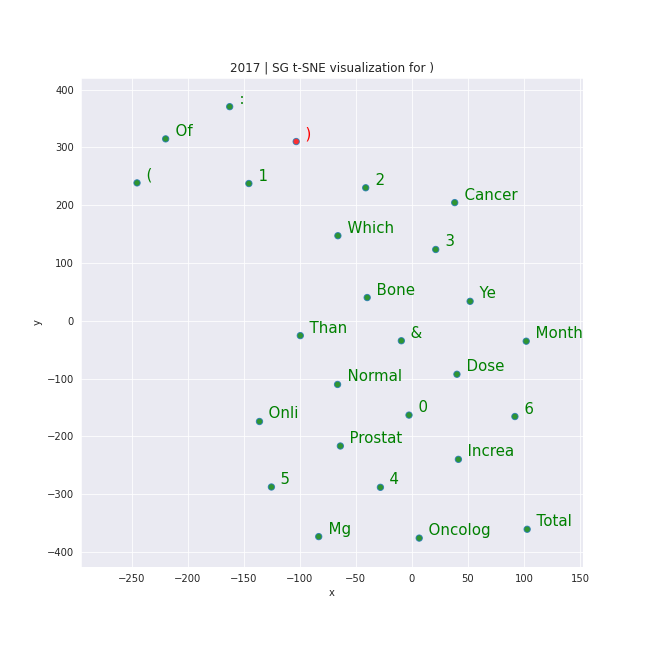 2017 | SG t-SNE visualization for )
400
:
Of
)
300
(
1
2
Cancer
200
Which
3
100
Bone
Ye
0
Than
&
Month
Dose
−100
Normal
0
6
Onli
−200
Prostat
Increa
5
4
−300
Mg
Oncolog
Total
−400
−250 −200 −150 −100 −50 0 50 100 150
x
y